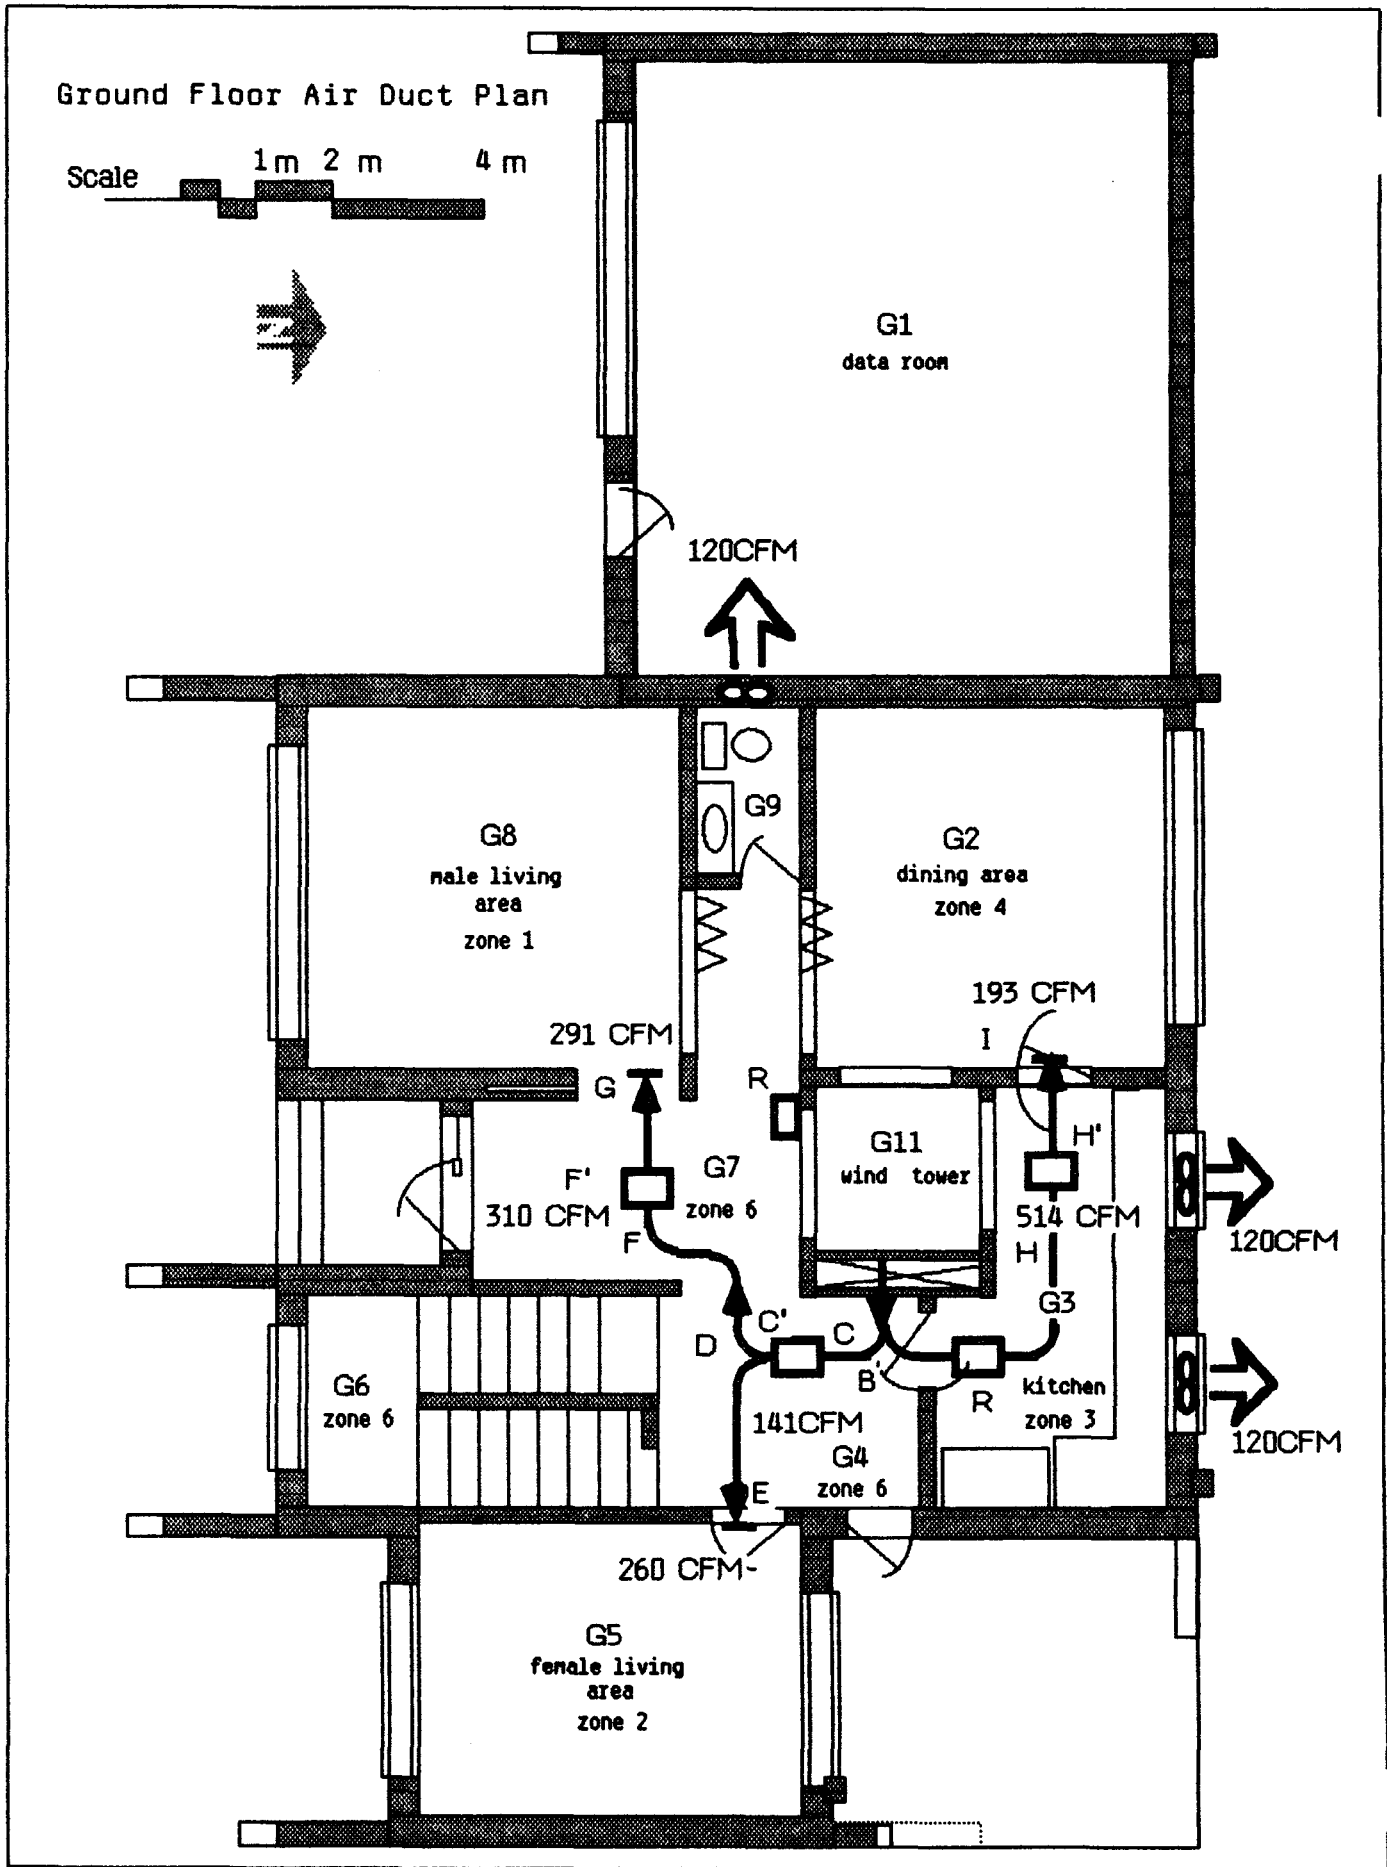 Ground Floor Air Duct Plan
Scale
1m 2 m 4 m
G1
data room
120CFM
G9
G8
male living
area
zone 1
G2
dining area
zone 4
193 CFM
291 CFM
I
G
R
H'
G11
wind tower
G7
zone 6
F'
310 CFM
514 CFM
F
H
120CFM
G3
C'
C
D
B'
R
kitchen
zone 3
G6
zone 6
141CFM
120CFM
G4
zone 6
E
260 CFM-
G5
female living
area
zone 2